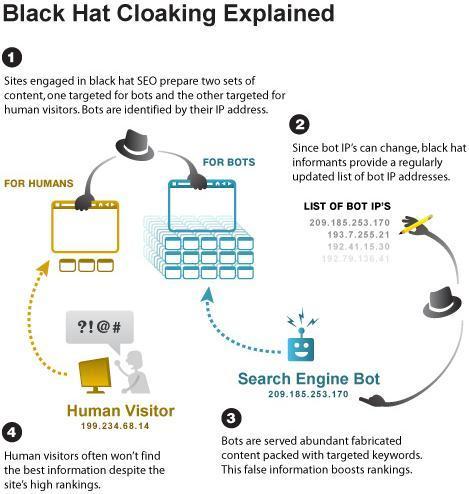 Black Hat Cloaking Explained
1
Sites engaged in black hat SEO prepare two sets of
content, one targeted for bots and the other targeted for
human visitors. Bots are identified by their IP address.
2
Since bot IP's can change, black hat
informants provide a regularly
updated list of bot IP addresses.
FOR HUMANS
FOR BOTS
LIST OF BOT IP'S
209.185.253.170
193.7.255.21
192.41.15.30
192.79.136.41
?!@#
Human Visitor
199.234.68.14
Search Engine Bot
209.185.253.170
3
Bots are served abundant fabricated
content packed with targeted keywords.
This false information boosts rankings.
4
Human visitors often won't find
the best information despite the
site's high rankings.